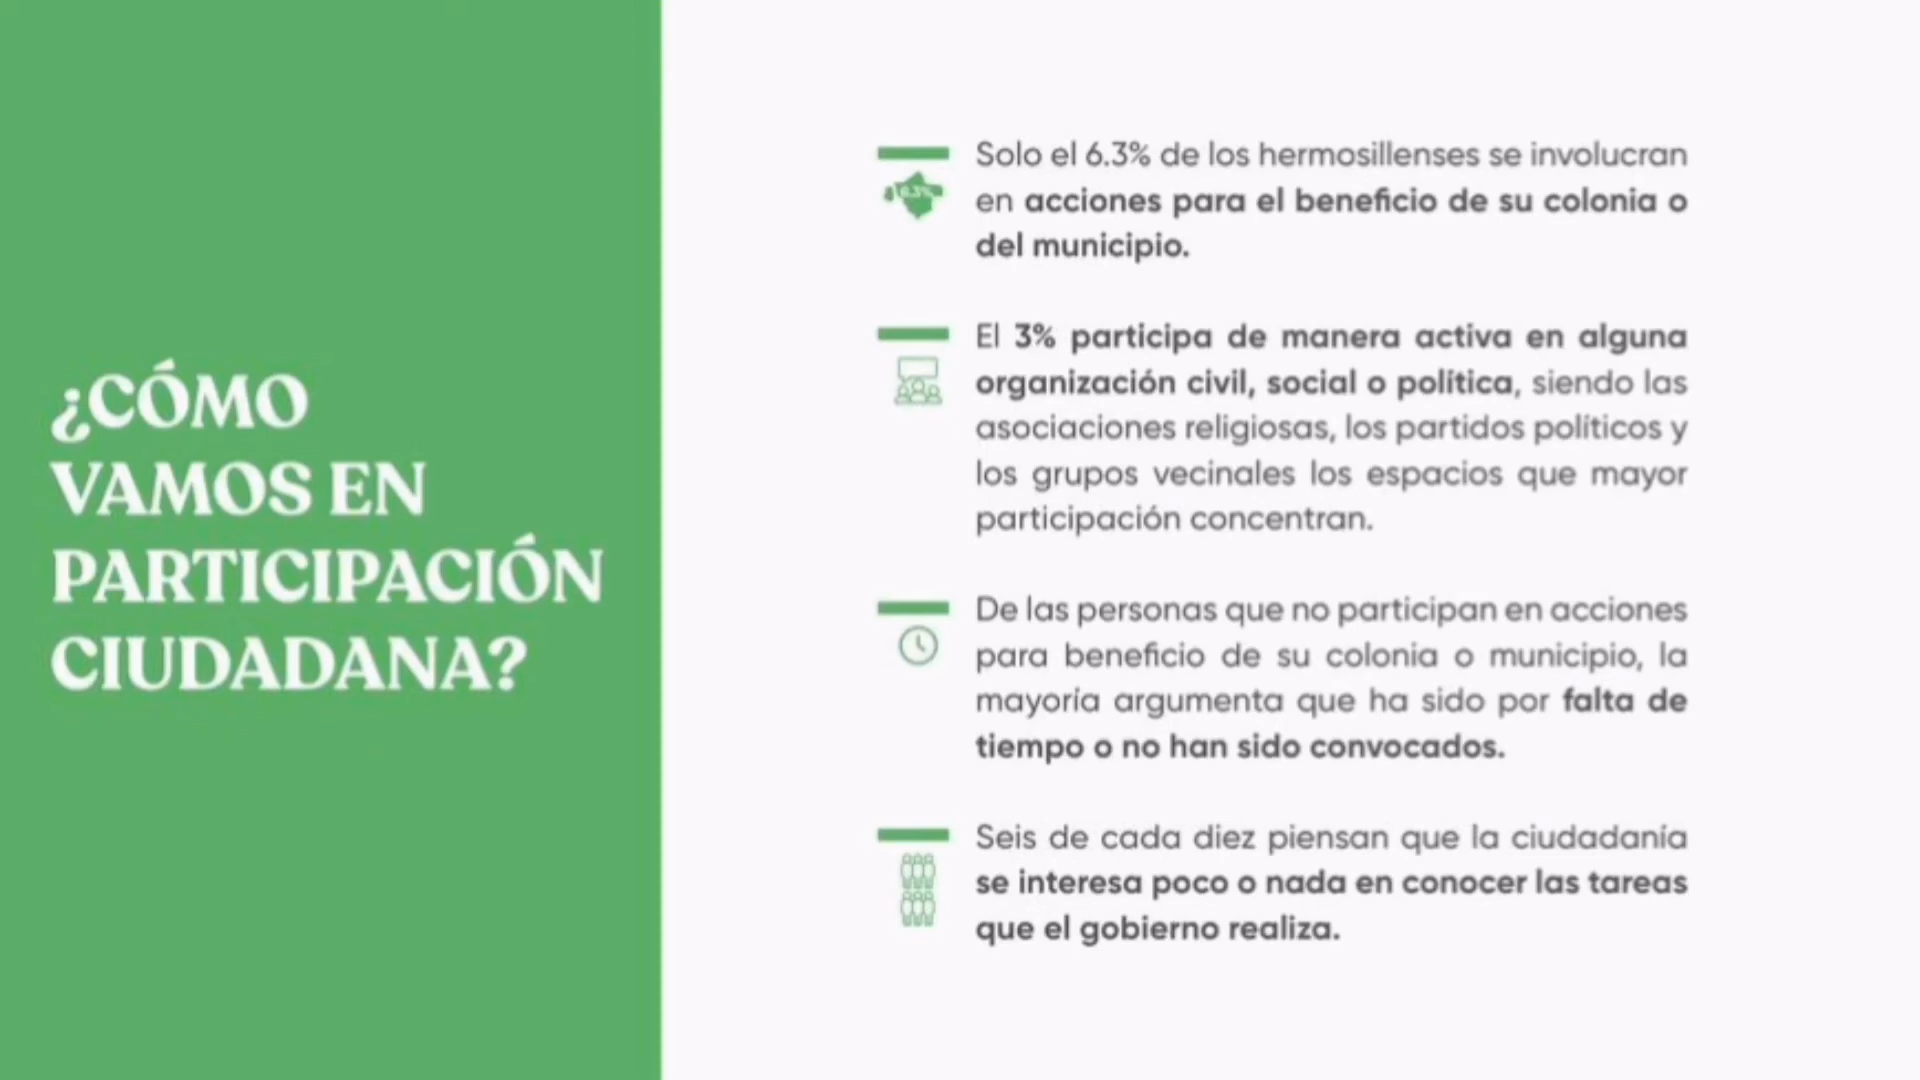 ¿CÓMO
VAMOS EN
PARTICIPACIÓN
CIUDADANA?
Solo el 6.3% de los hermosillenses se involucran
en acciones para el beneficio de su colonia o
del municipio.
6.3%
El 3% participa de manera activa en alguna
organización civil, social o política, siendo las
asociaciones religiosas, los partidos políticos y
los grupos vecinales los espacios que mayor
participación concentran.
De las personas que no participan en acciones
para beneficio de su colonia o municipio, la
mayoría argumenta que ha sido por falta de
tiempo o no han sido convocados.
Seis de cada diez piensan que la ciudadanía
se interesa poco o nada en conocer las tareas
que el gobierno realiza.